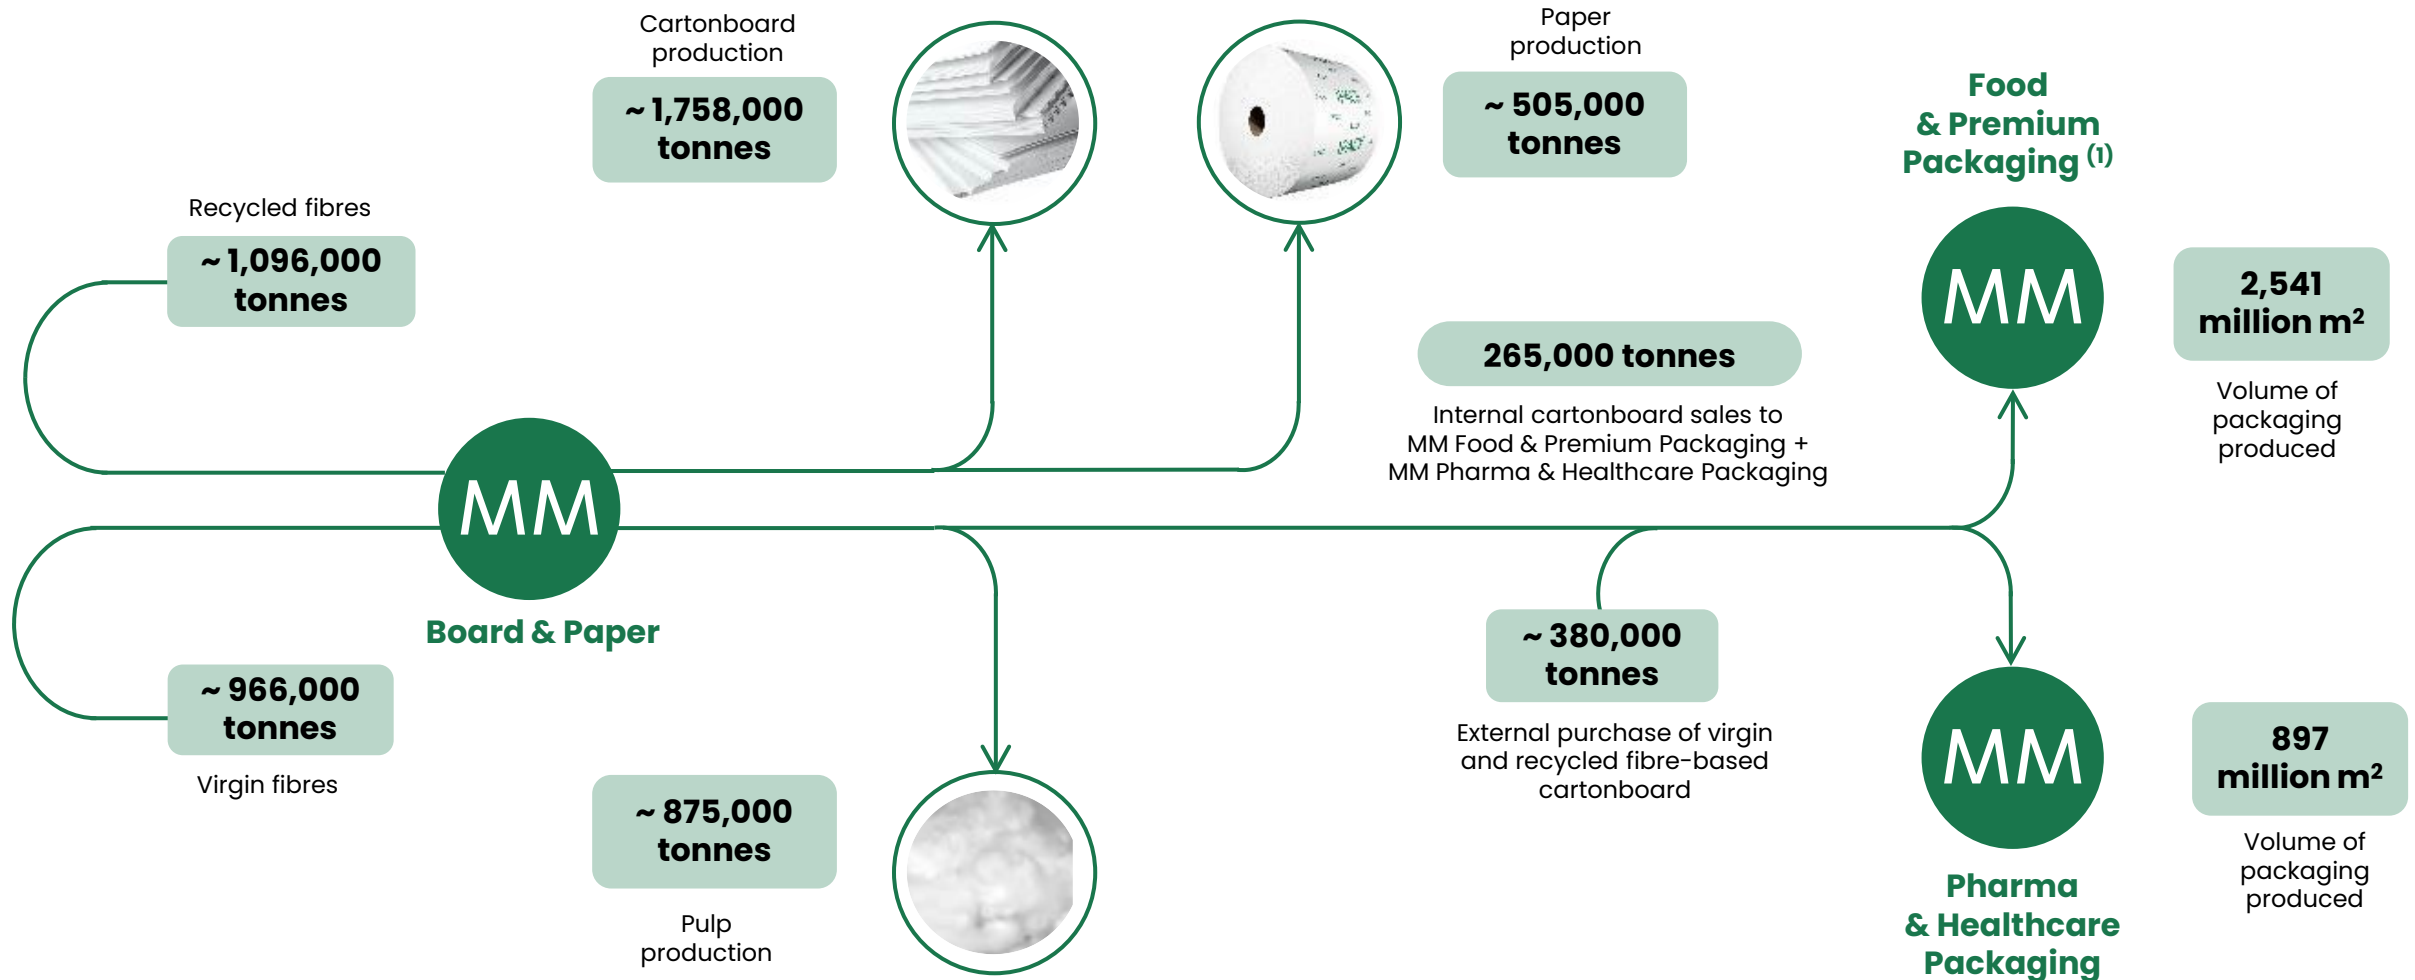 Cartonboard
production
~ 1,758,000
tonnes
Paper
production
~ 505,000
tonnes
Food
& Premium
Packaging (1)
MM
2,541
million m²
Volume of
packaging
produced
Recycled fibres
~ 1,096,000
tonnes
265,000 tonnes
Internal cartonboard sales to
MM Food & Premium Packaging +
MM Pharma & Healthcare Packaging
MM
Board & Paper
~ 966,000
tonnes
Virgin fibres
~ 875,000
tonnes
Pulp
production
~ 380,000
tonnes
External purchase of virgin
and recycled fibre-based
cartonboard
MM
Pharma
& Healthcare
Packaging
897
million m²
Volume of
packaging
produced